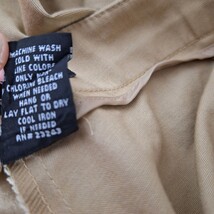 MACHINE WASH
COLD WITH
LIKE COLORS
ONLY NON
CHLORINE BLEACH
WHEN NEEDED
HANG OR
LAY FLAT TO DRY
COOL IRON
IF NEEDED
RN#